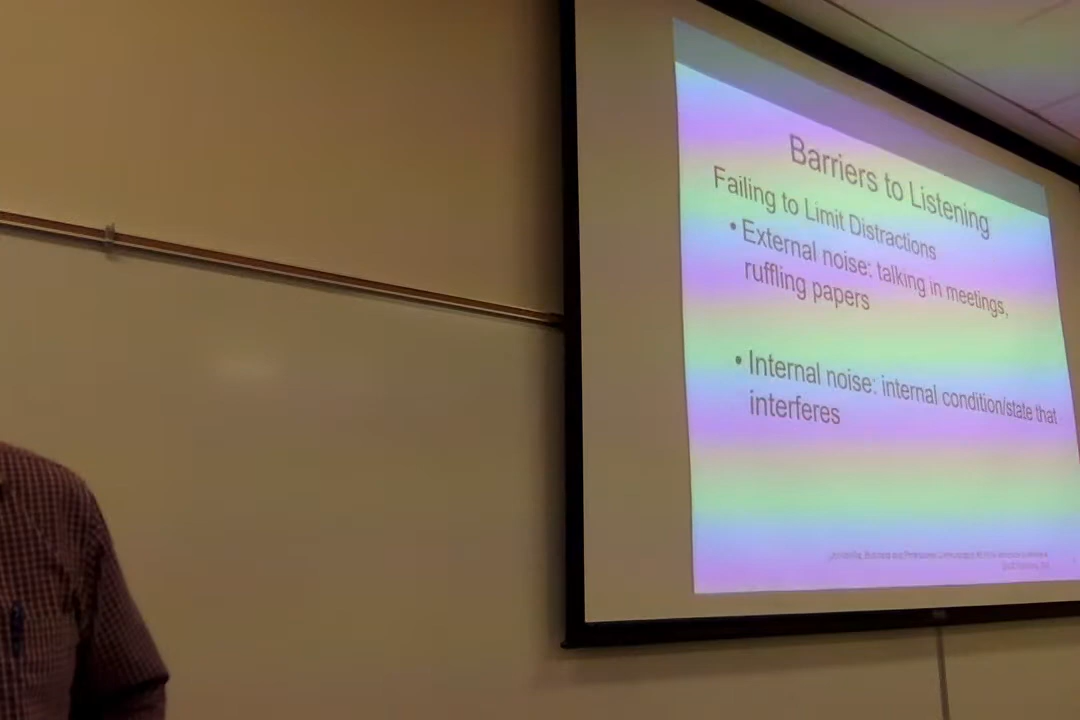 Barriers to Listening
Failing to Limit Distractions
• External noise: talking in meetings,
ruffling papers
• Internal noise: internal condition/state that
interferes